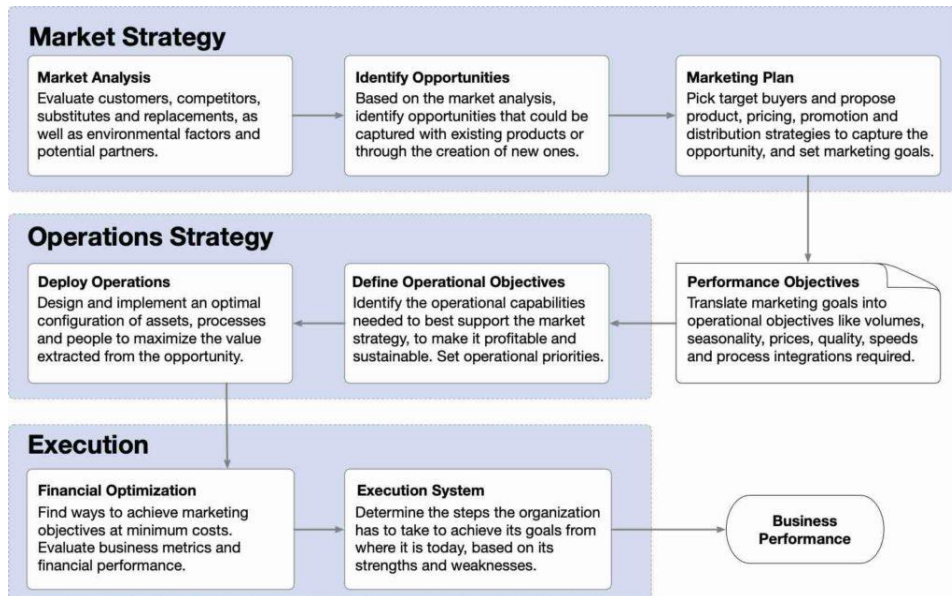 Market Strategy
Market Analysis
Evaluate customers, competitors,
substitutes and replacements, as
well as environmental factors and
potential partners.
Identify Opportunities
Based on the market analysis,
identify opportunities that could be
captured with existing products or
through the creation of new ones.
Marketing Plan
Pick target buyers and propose
product, pricing, promotion and
distribution strategies to capture the
opportunity, and set marketing goals.
Operations Strategy
Deploy Operations
Design and implement an optimal
configuration of assets, processes
and people to maximize the value
extracted from the opportunity.
Define Operational Objectives
Identify the operational capabilities
needed to best support the market
strategy, to make it profitable and
sustainable. Set operational priorities.
Performance Objectives
Translate marketing goals into
operational objectives like volumes,
seasonality, prices, quality, speeds
and process integrations required.
Execution
Financial Optimization
Find ways to achieve marketing
objectives at minimum costs.
Evaluate business metrics and
financial performance.
Execution System
Determine the steps the organization
has to take to achieve its goals from
where it is today, based on its
strengths and weaknesses.
Business
Performance